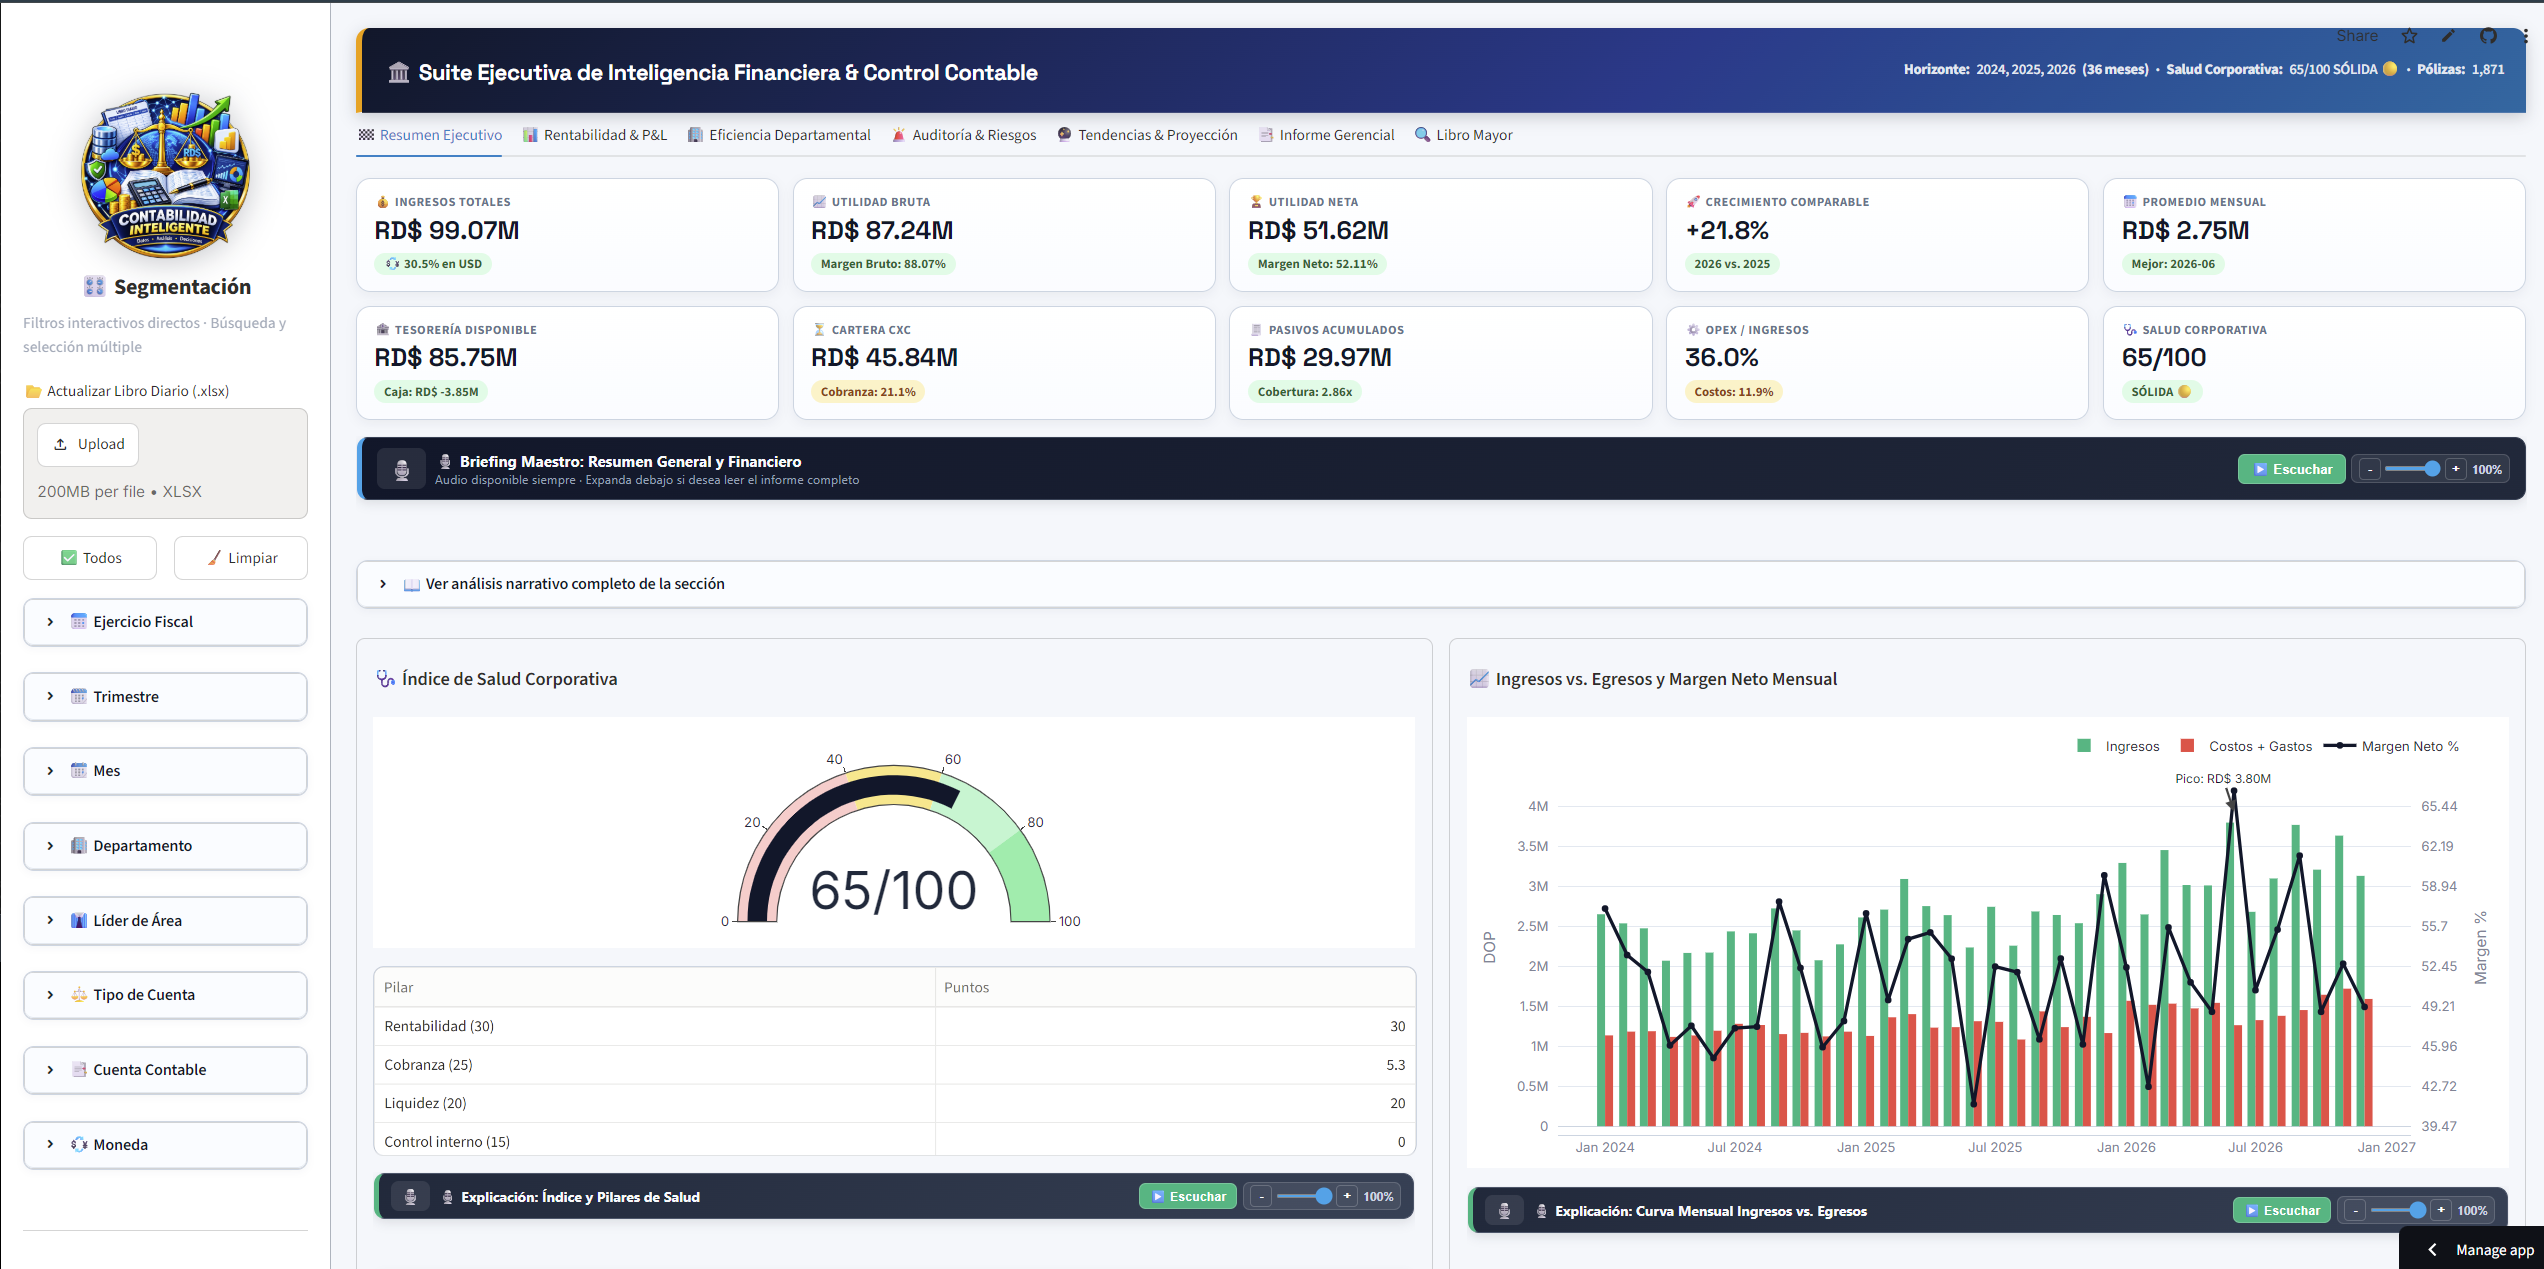 Share
🏛️ Suite Ejecutiva de Inteligencia Financiera & Control Contable
Horizonte: 2024, 2025, 2026 (36 meses) • Salud Corporativa: 65/100 SÓLIDA 🟡 • Pólizas: 1,871
CONTABILIDAD
INTELIGENTE
Segmentación
Filtros interactivos directos · Búsqueda y
selección múltiple
Actualizar Libro Diario (.xlsx)
Upload
200MB per file • XLSX
Todos
Limpiar
Ejercicio Fiscal
Trimestre
Mes
Departamento
Líder de Área
Tipo de Cuenta
Cuenta Contable
Moneda
Resumen Ejecutivo
Rentabilidad & P&L
Eficiencia Departamental
Auditoría & Riesgos
Tendencias & Proyección
Informe Gerencial
Libro Mayor
INGRESOS TOTALES
RD$ 99.07M
30.5% en USD
UTILIDAD BRUTA
RD$ 87.24M
Margen Bruto: 88.07%
UTILIDAD NETA
RD$ 51.62M
Margen Neto: 52.11%
CRECIMIENTO COMPARABLE
+21.8%
2026 vs. 2025
PROMEDIO MENSUAL
RD$ 2.75M
Mejor: 2026-06
TESORERÍA DISPONIBLE
RD$ 85.75M
Caja: RD$ -3.85M
CARTERA CXC
RD$ 45.84M
Cobranza: 21.1%
PASIVOS ACUMULADOS
RD$ 29.97M
Cobertura: 2.86x
OPEX / INGRESOS
36.0%
Costos: 11.9%
SALUD CORPORATIVA
65/100
SÓLIDA
Briefing Maestro: Resumen General y Financiero
Audio disponible siempre · Expanda debajo si desea leer el informe completo
Escuchar
- + 100%
Ver análisis narrativo completo de la sección
Índice de Salud Corporativa
0
20
40
60
80
100
65/100
Pilar Puntos
Rentabilidad (30) 30
Cobranza (25) 5.3
Liquidez (20) 20
Control interno (15) 0
Explicación: Índice y Pilares de Salud
Escuchar
- + 100%
Ingresos vs. Egresos y Margen Neto Mensual
Ingresos
Costos + Gastos
Margen Neto %
Pico: RD$ 3.80M
4M
3.5M
3M
2.5M
2M
1.5M
1M
0.5M
0
DOP
65.44
62.19
58.94
55.7
52.45
49.21
45.96
42.72
39.47
Margen %
Jan 2024
Jul 2024
Jan 2025
Jul 2025
Jan 2026
Jul 2026
Jan 2027
Explicación: Curva Mensual Ingresos vs. Egresos
Escuchar
- + 100%
Manage app